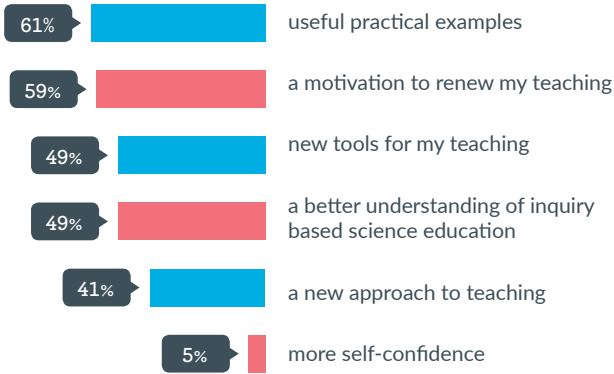 61% useful practical examples
59% a motivation to renew my teaching
49% new tools for my teaching
49% a better understanding of inquiry
based science education
41% a new approach to teaching
5% more self-confidence